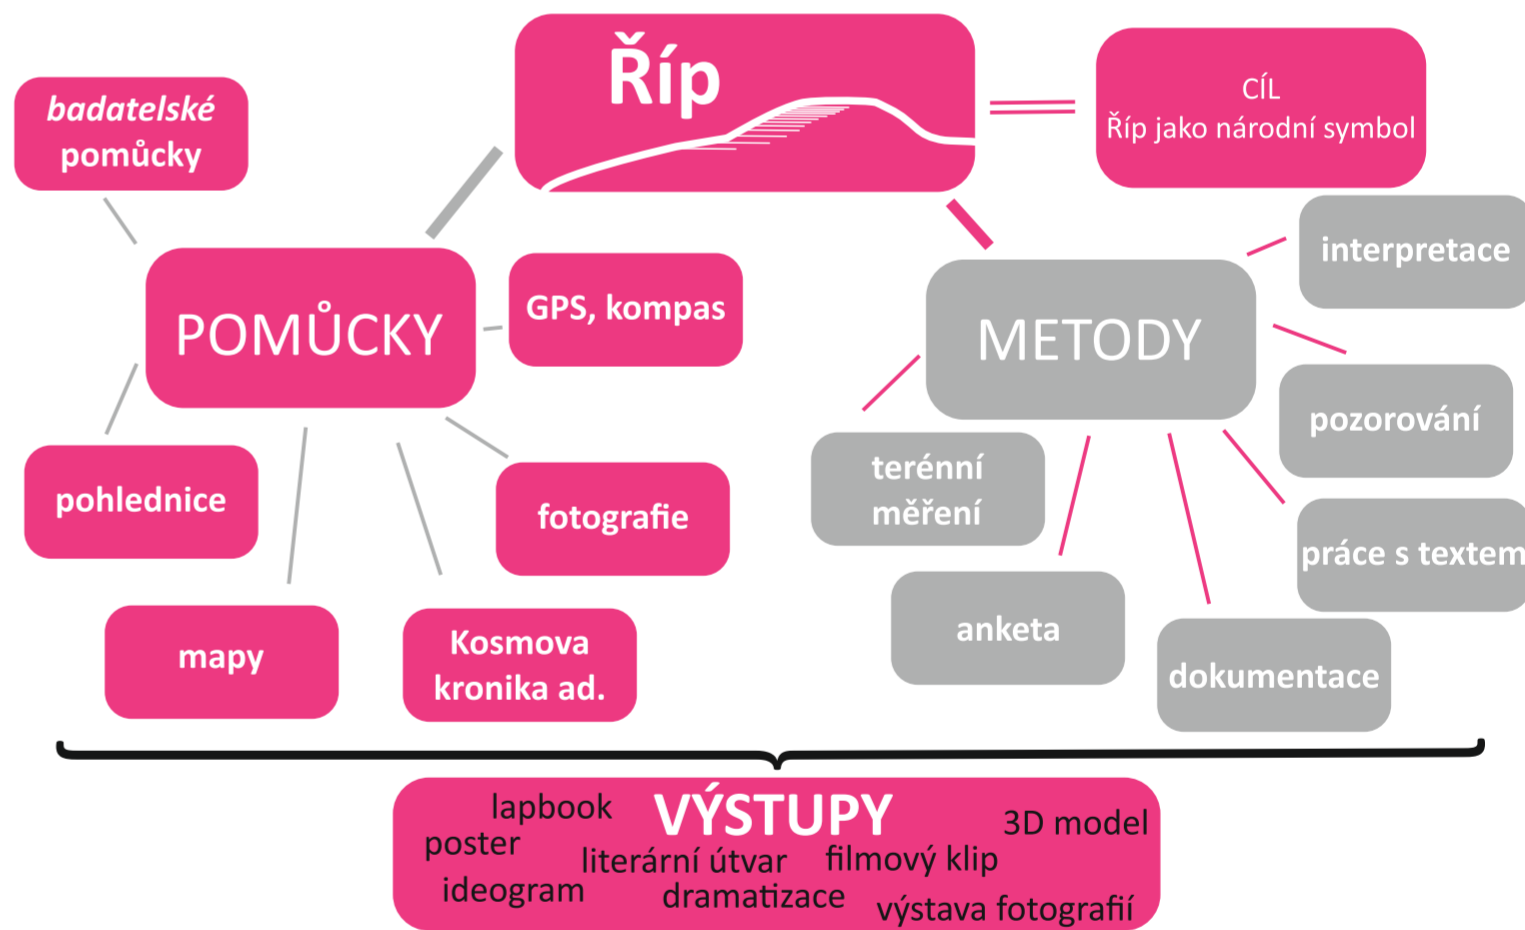 Říp
CÍL
Říp jako národní symbol
badatelské
pomůcky
POMŮCKY
GPS, kompas
pohlednice
fotografie
mapy
Kosmova
kronika ad.
METODY
interpretace
pozorování
terénní
měření
práce s textem
anketa
dokumentace
VÝSTUPY
lapbook
3D model
poster
literární útvar
filmový klip
ideogram
dramatizace
výstava fotografií